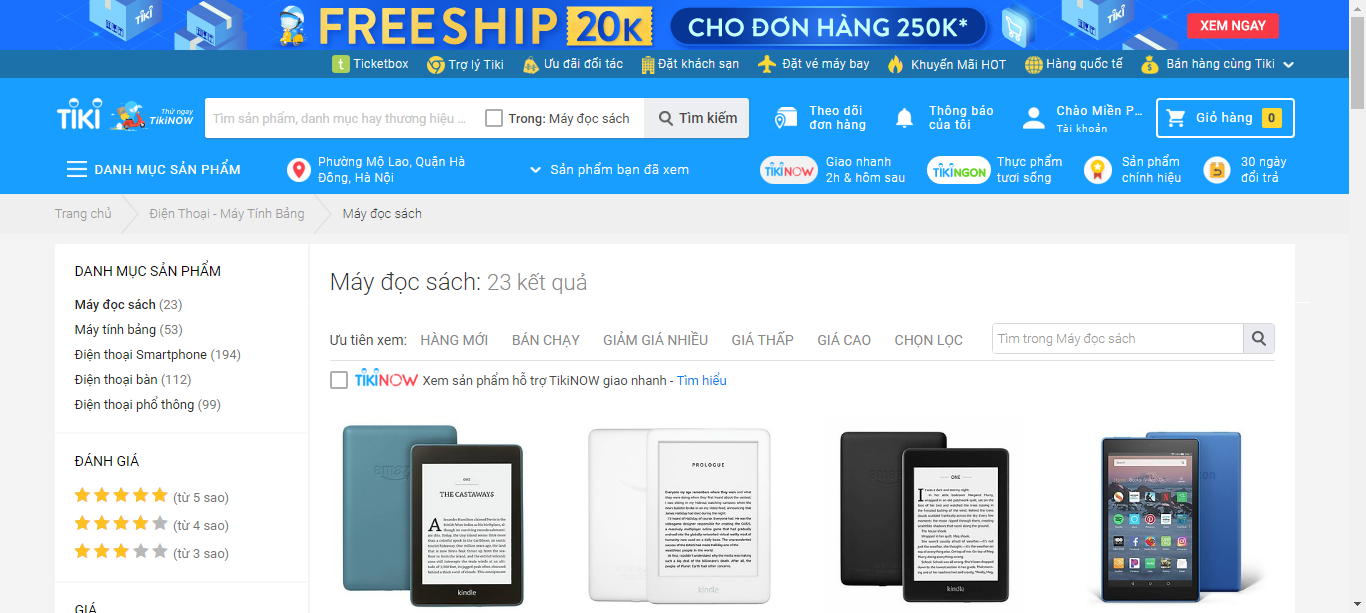 TIKI
TIKI
FREESHIP 20K CHO ĐƠN HÀNG 250K* XEM NGAY
Ticketbox Trợ lý Tiki Ưu đãi đối tác Đặt khách sạn Đặt vé máy bay Khuyến Mãi HOT Hàng quốc tế Bán hàng cùng Tiki
TIKI Thử ngay TIKINOW
Tìm sản phẩm, danh mục hay thương hiệu ... Trong: Máy đọc sách Tìm kiếm
Theo dõi đơn hàng
Thông báo của tôi
Chào Miền P...
Tài khoản
Giỏ hàng 0
DANH MỤC SẢN PHẨM
Phường Mộ Lao, Quận Hà
Đông, Hà Nội
Sản phẩm bạn đã xem
TIKINOW Giao nhanh
2h & hôm sau
TIKINGON Thực phẩm
tươi sống
Sản phẩm
chính hiệu
30 ngày
đổi trả
Trang chủ Điện Thoại - Máy Tính Bảng Máy đọc sách
DANH MỤC SẢN PHẨM
Máy đọc sách (23)
Máy tính bảng (53)
Điện thoại Smartphone (194)
Điện thoại bàn (112)
Điện thoại phổ thông (99)
ĐÁNH GIÁ
(từ 5 sao)
(từ 4 sao)
(từ 3 sao)
GIÁ
Máy đọc sách: 23 kết quả
Ưu tiên xem: HÀNG MỚI BÁN CHẠY GIẢM GIÁ NHIỀU GIÁ THẤP GIÁ CAO CHỌN LỌC
Tìm trong Máy đọc sách
TIKINOW Xem sản phẩm hỗ trợ TikiNOW giao nhanh - Tìm hiểu
ONE
THE CASTAWAYS
kindle
PROLOGUE
kindle
ONE
kindle